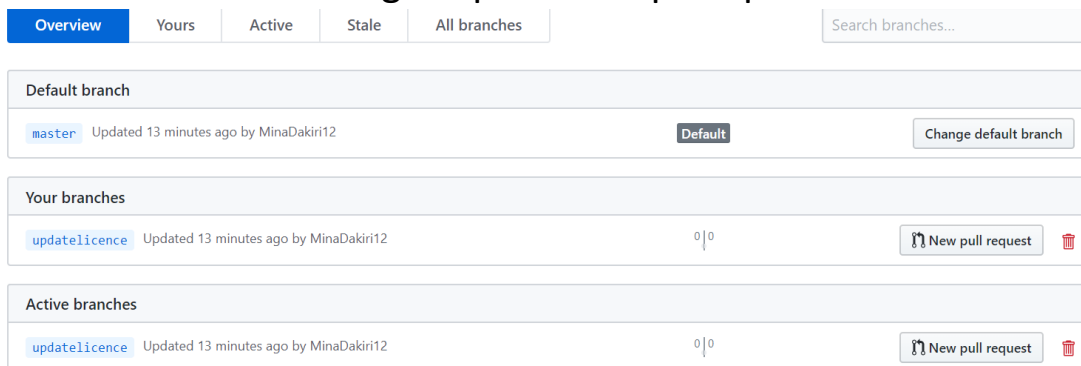 Overview Yours Active Stale All branches Search branches...
Default branch
master Updated 13 minutes ago by MinaDakiri12 Default Change default branch
Your branches
updatelicence Updated 13 minutes ago by MinaDakiri12 0 | 0 New pull request
Active branches
updatelicence Updated 13 minutes ago by MinaDakiri12 0 | 0 New pull request